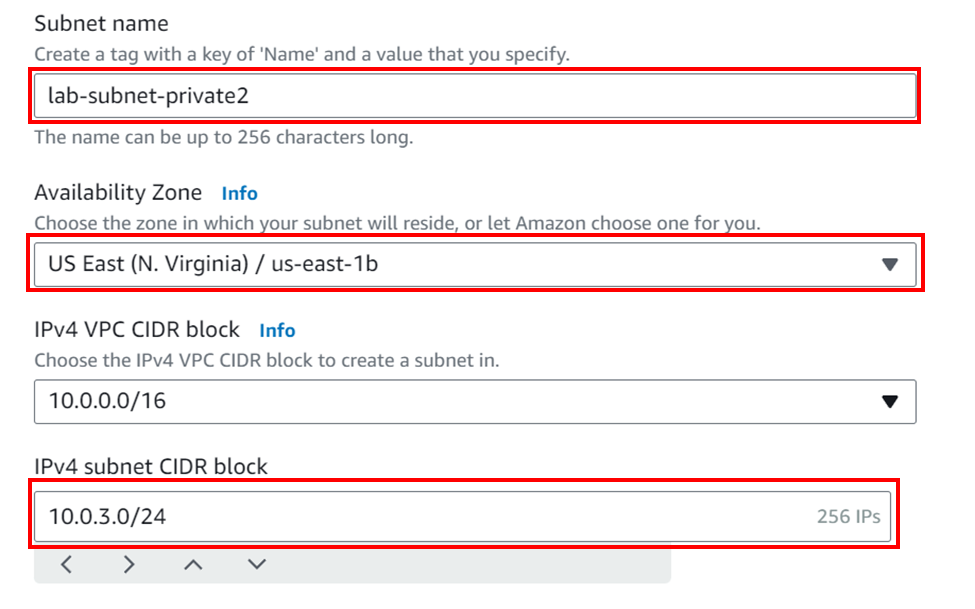 Subnet name
Create a tag with a key of 'Name' and a value that you specify.
lab-subnet-private2
The name can be up to 256 characters long.
Availability Zone Info
Choose the zone in which your subnet will reside, or let Amazon choose one for you.
US East (N. Virginia) / us-east-1b
IPv4 VPC CIDR block Info
Choose the IPv4 VPC CIDR block to create a subnet in.
10.0.0.0/16
IPv4 subnet CIDR block
10.0.3.0/24 256 IPs